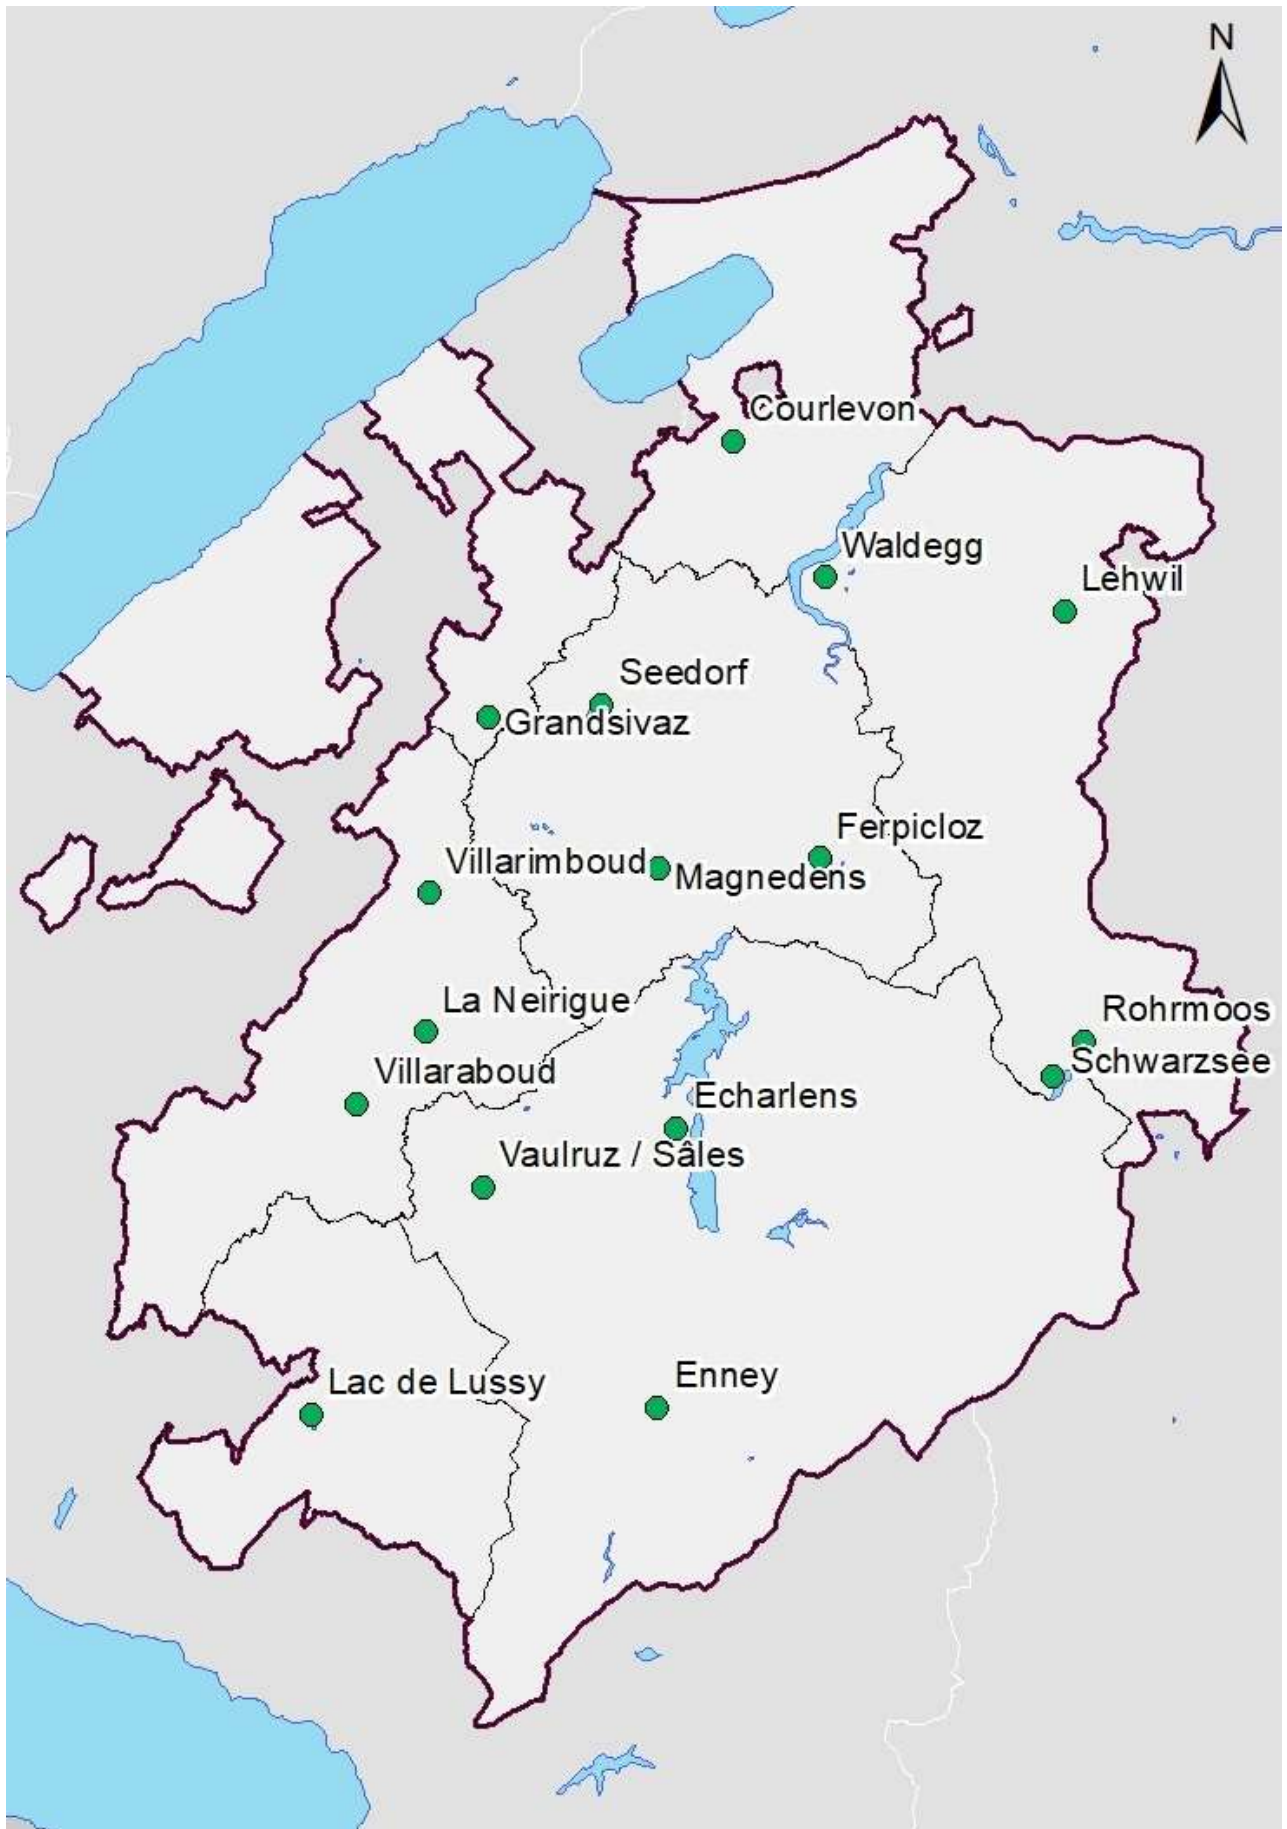 N
Courlevon
Waldegg
Lehwil
Seedorf
Grandsivaz
Ferpicloz
Villarimboud
Magnedens
La Neirigue
Rohrmoos
Schwarzsee
Villaraboud
Echarlens
Vaulruz / Sâles
Enney
Lac de Lussy